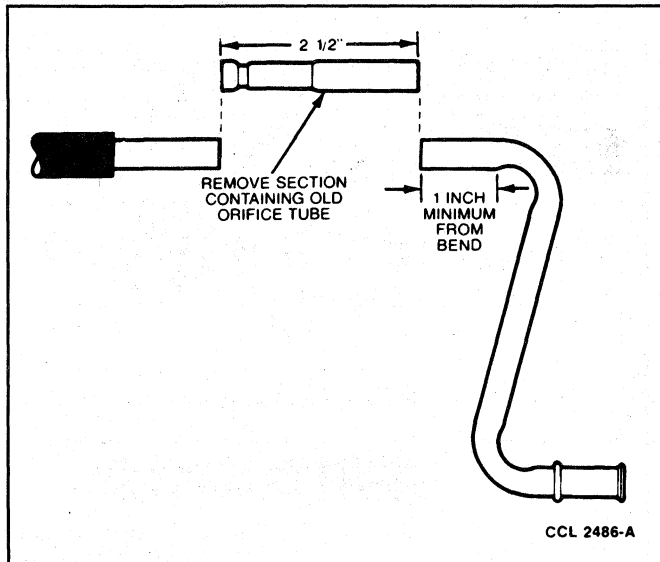 2 1/2"
REMOVE SECTION
CONTAINING OLD
ORIFICE TUBE
1 INCH
MINIMUM
FROM
BEND
CCL 2486-A